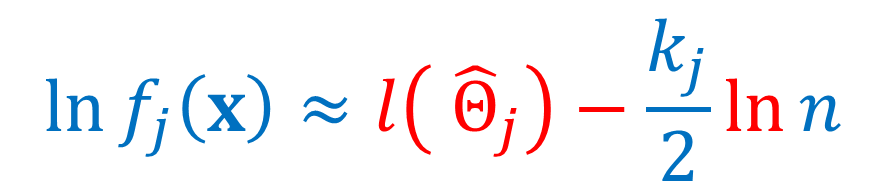 ln f_j(𝐱) ≈ l( Θ̂_j) − k_j/2 ln n